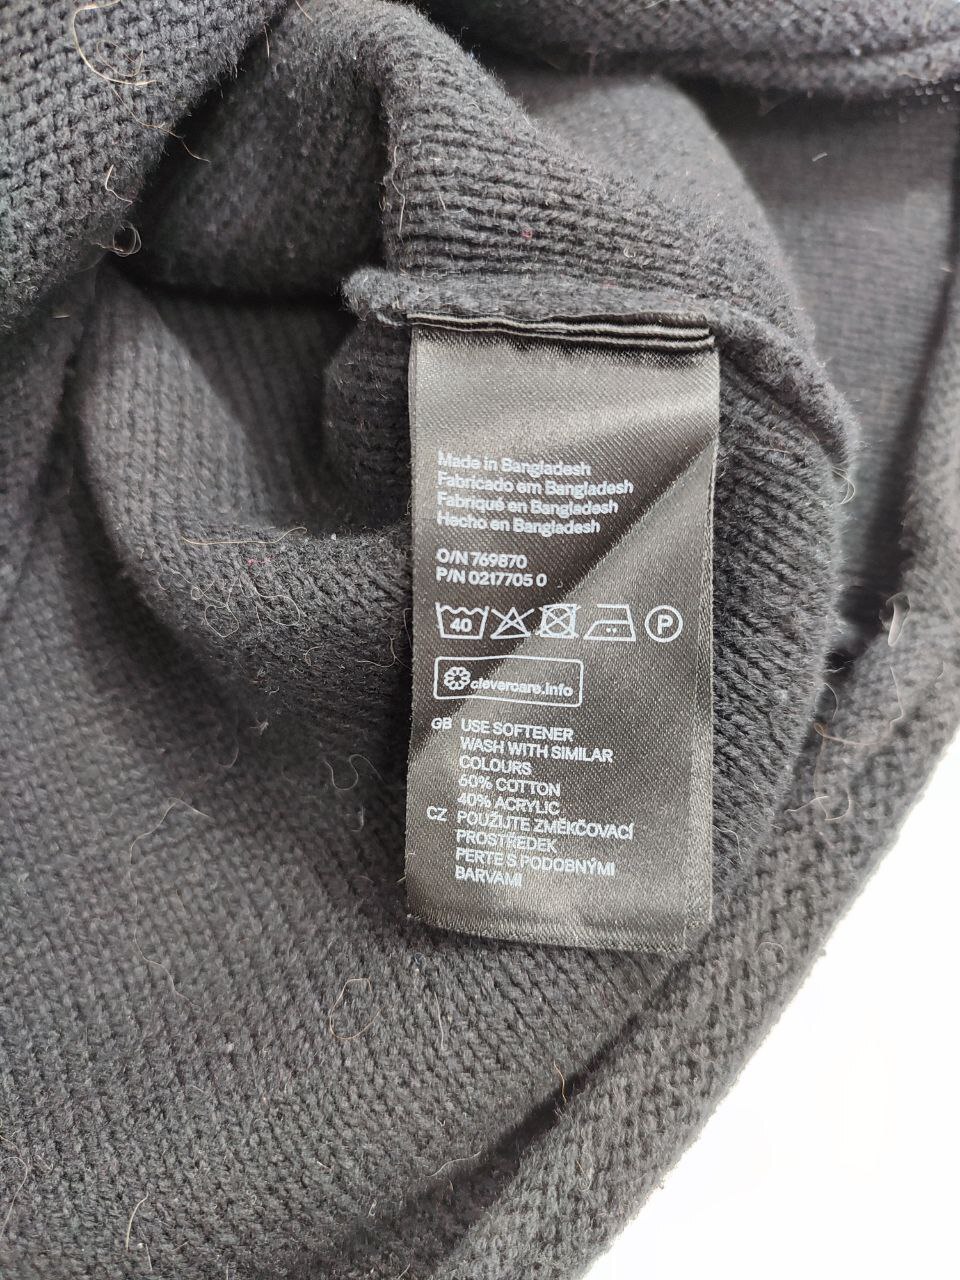 Made in Bangladesh
Fabricado em Bangladesh
Fabriqué en Bangladesh
Hecho en Bangladesh
O/N 769870
P/N 0217705 0
40 P
clevercare.info
GB USE SOFTENER
WASH WITH SIMILAR
COLOURS
60% COTTON
40% ACRYLIC
CZ POUŽIJTE ZMĚKČOVACÍ
PROSTŘEDEK
PERTE S PODOBNÝMI
BARVAMI